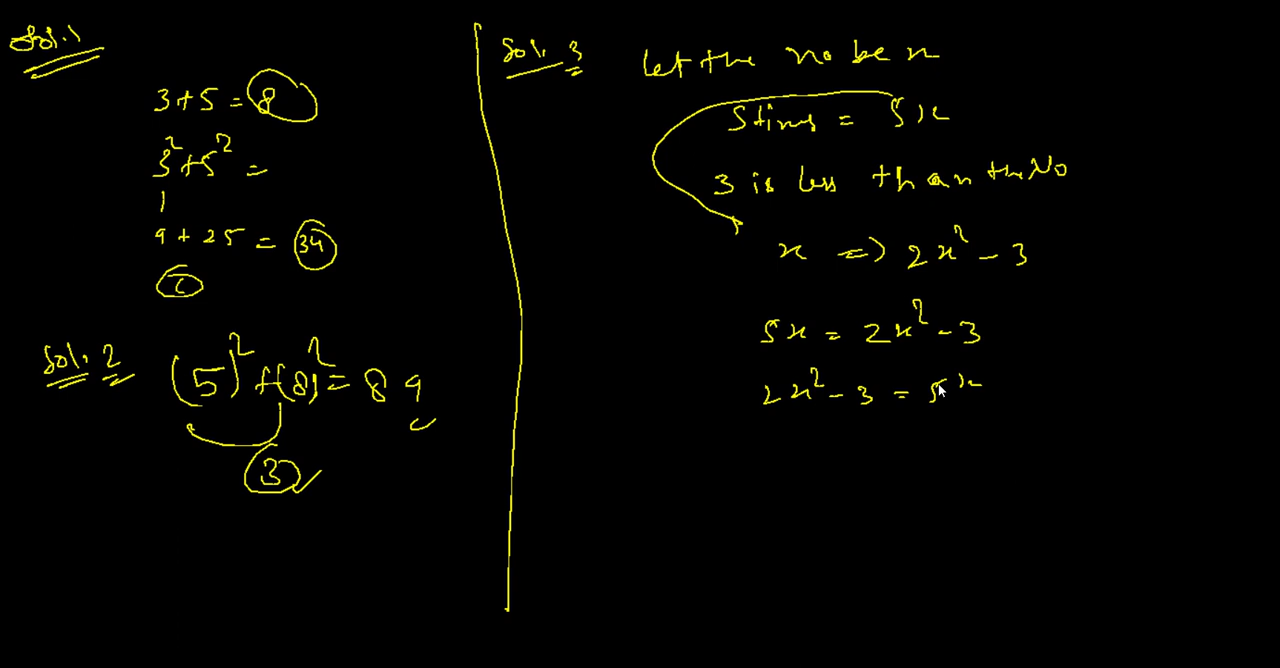 Sol.1
3+5 = 8
3²+5² =
9 + 25 = 34
Sol. 2
(5)² + (8)² = 89
3
Sol. 3
Let the no be x
5 times = 5x
3 is less than the No
x => 2x² - 3
5x = 2x² - 3
2x² - 3 = 5x